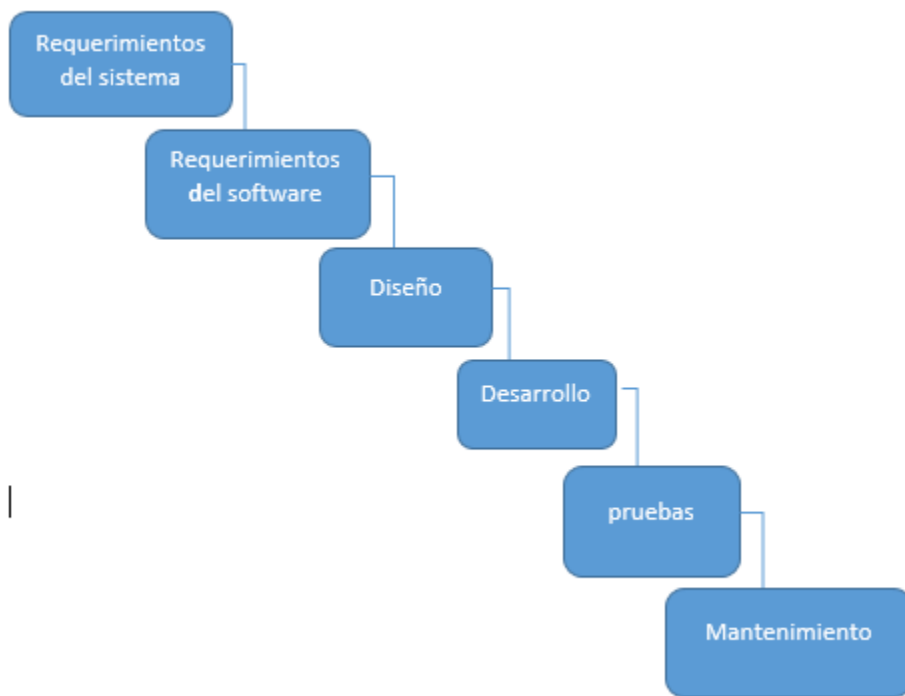 Requerimientos
del sistema
Requerimientos
del software
Diseño
Desarrollo
pruebas
Mantenimiento